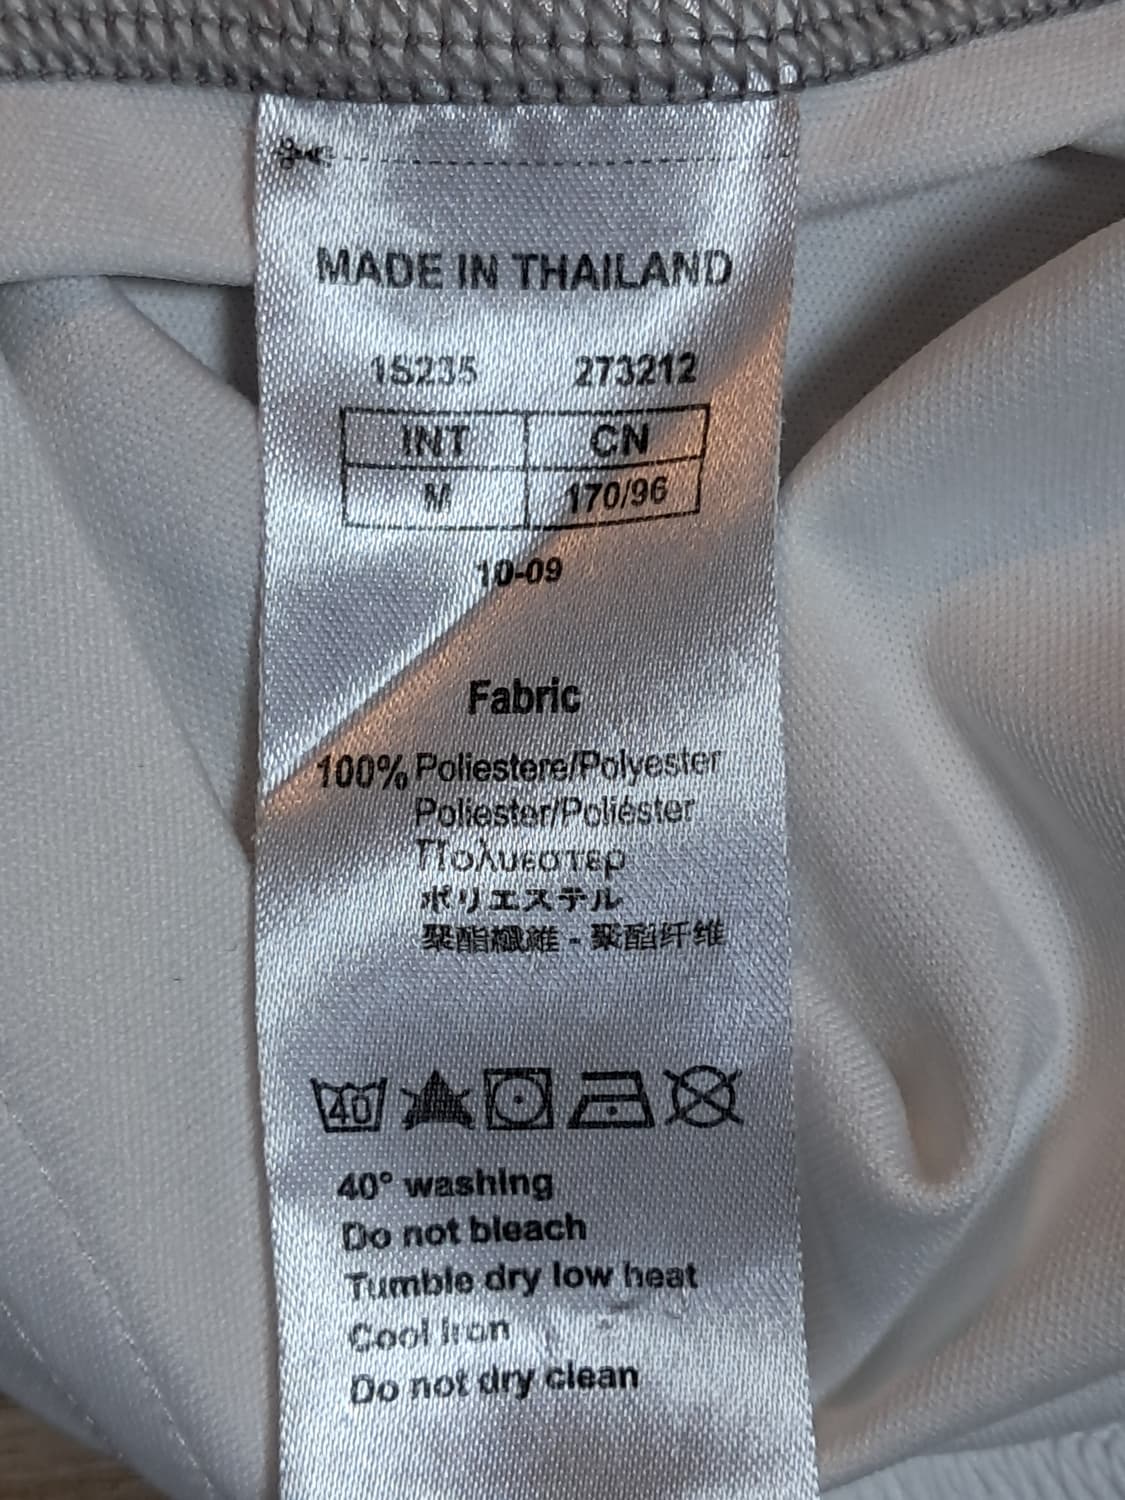 MADE IN THAILAND
1S235 273212
INT CN
M 170/96
10-09
Fabric
100% Poliestere/Polyester
Poliester/Poliéster
Πολυεστερ
ポリエステル
聚酯纖維 - 聚酯纤维
40
40° washing
Do not bleach
Tumble dry low heat
Cool Iron
Do not dry clean